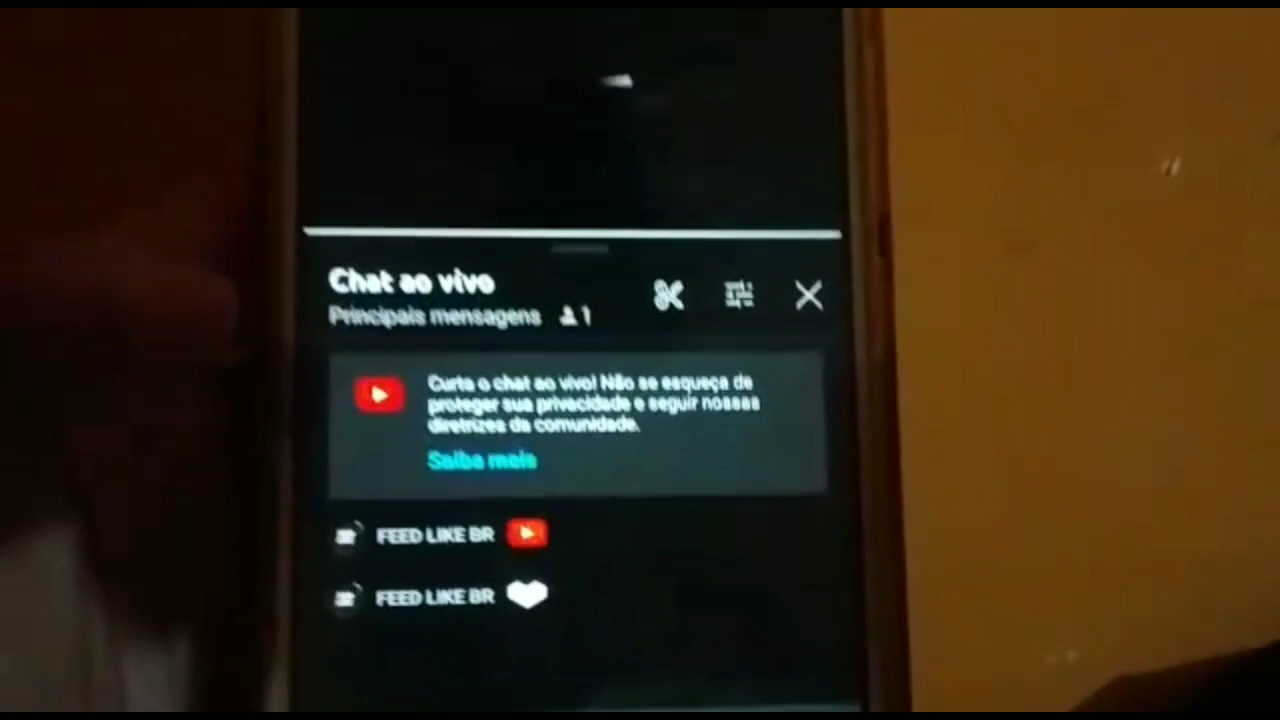 Chat ao vivo
Principais mensagens 1
Curta o chat ao vivo! Não se esqueça de
proteger sua privacidade e seguir nossas
diretrizes da comunidade.
Saiba mais
FEED LIKE BR
FEED LIKE BR